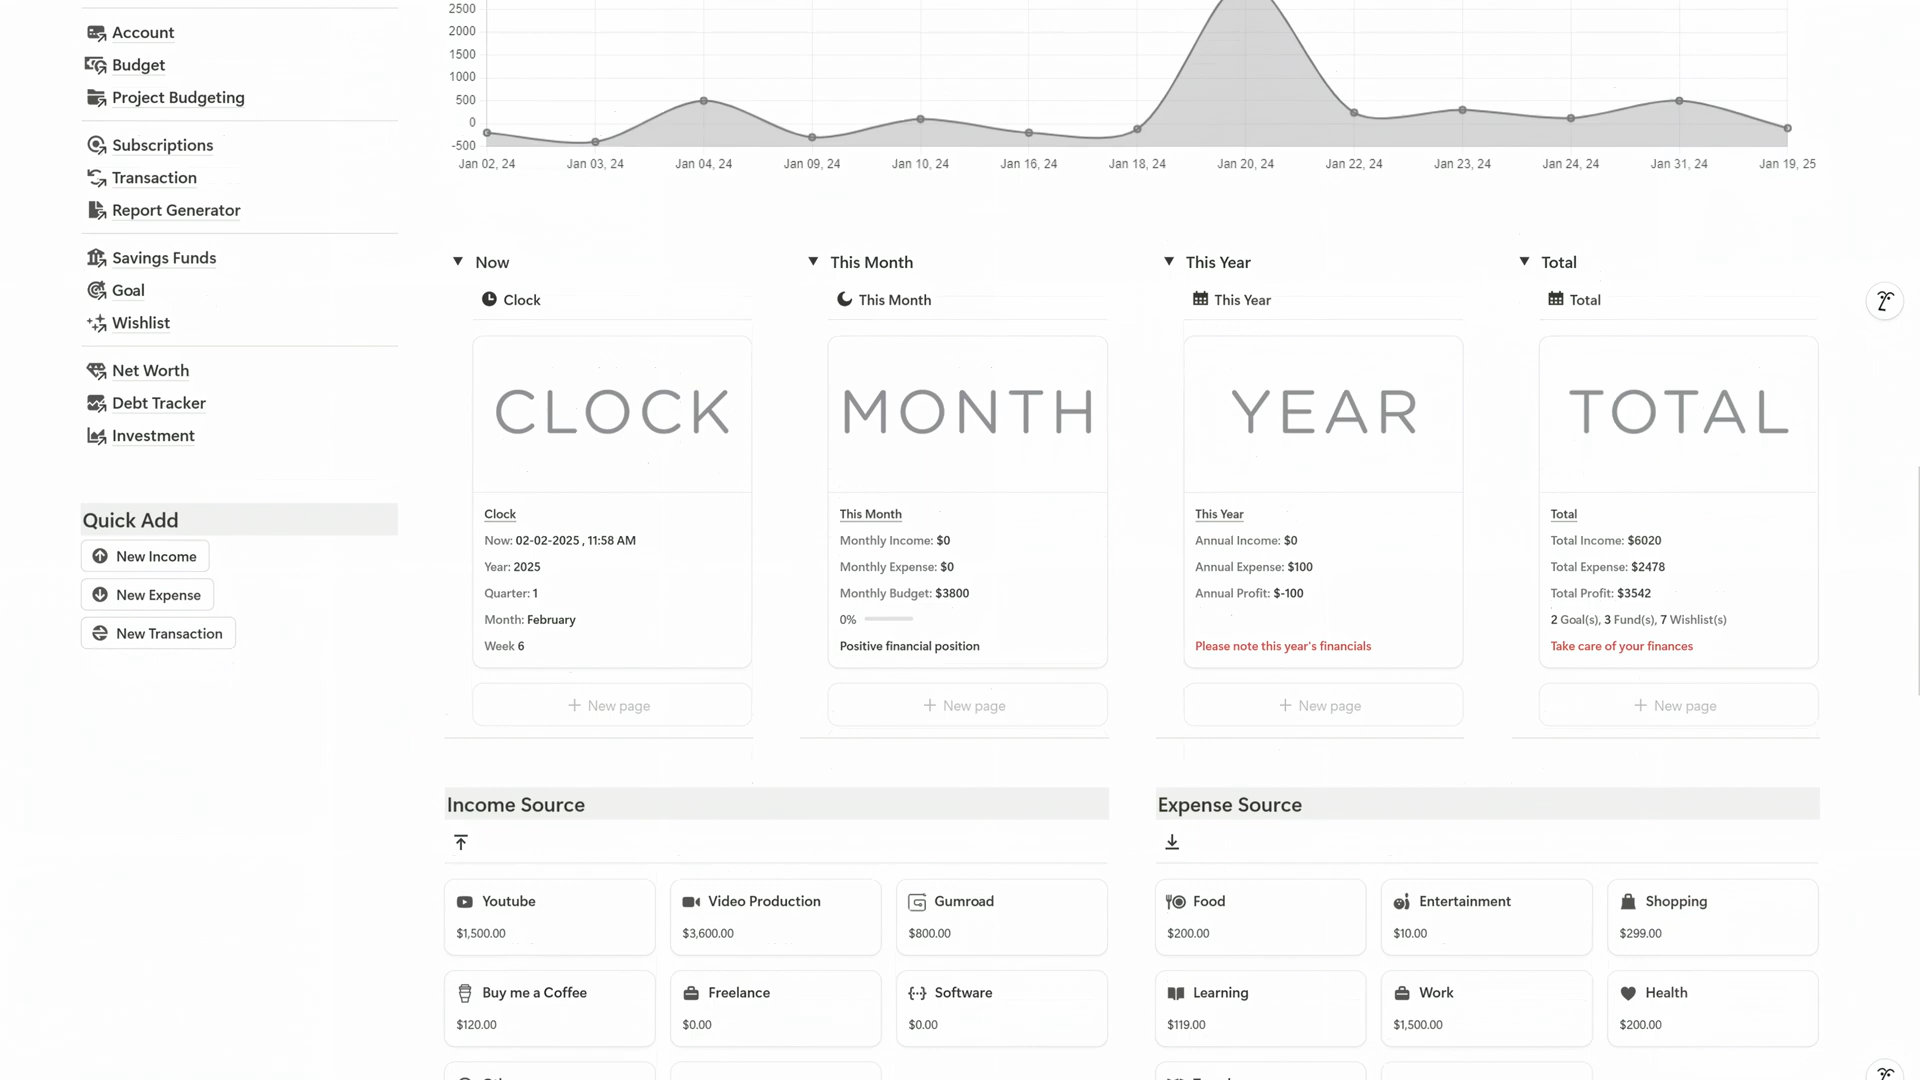 Account
Budget
Project Budgeting
Subscriptions
Transaction
Report Generator
Savings Funds
Goal
Wishlist
Net Worth
Debt Tracker
Investment
Quick Add
New Income
New Expense
New Transaction
2500
2000
1500
1000
500
0
-500
Jan 02, 24 Jan 03, 24 Jan 04, 24 Jan 09, 24 Jan 10, 24 Jan 16, 24 Jan 18, 24 Jan 20, 24 Jan 22, 24 Jan 23, 24 Jan 24, 24 Jan 31, 24 Jan 19, 25
Now
Clock
CLOCK
Clock
Now: 02-02-2025 , 11:58 AM
Year: 2025
Quarter: 1
Month: February
Week 6
+ New page
This Month
This Month
MONTH
This Month
Monthly Income: $0
Monthly Expense: $0
Monthly Budget: $3800
0%
Positive financial position
+ New page
This Year
This Year
YEAR
This Year
Annual Income: $0
Annual Expense: $100
Annual Profit: $-100
Please note this year's financials
+ New page
Total
Total
TOTAL
Total
Total Income: $6020
Total Expense: $2478
Total Profit: $3542
2 Goal(s), 3 Fund(s), 7 Wishlist(s)
Take care of your finances
+ New page
Income Source
Youtube
$1,500.00
Video Production
$3,600.00
Gumroad
$800.00
Buy me a Coffee
$120.00
Freelance
$0.00
Software
$0.00
Expense Source
Food
$200.00
Entertainment
$10.00
Shopping
$299.00
Learning
$119.00
Work
$1,500.00
Health
$200.00